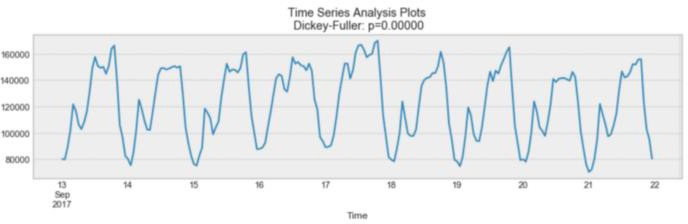 Time Series Analysis Plots
Dickey-Fuller: p=0.00000
160000
140000
120000
100000
80000
13 14 15 16 17 18 19 20 21 22
Sep
2017
Time